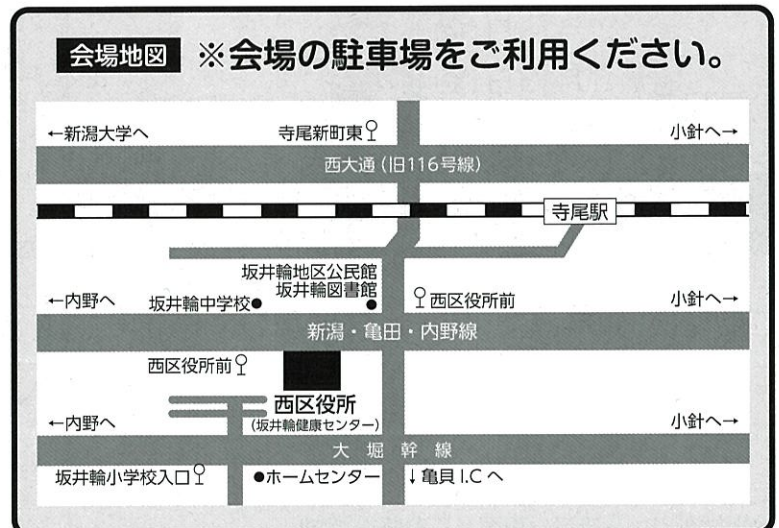 会場地図 ※会場の駐車場をご利用ください。
←新潟大学へ
寺尾新町東
小針へ→
西大通(旧116号線)
寺尾駅
坂井輪地区公民館
坂井輪図書館
←内野へ
坂井輪中学校●
西区役所前
小針へ→
新潟・亀田・内野線
西区役所前
西区役所
(坂井輪健康センター)
←内野へ
小針へ→
大堀幹線
坂井輪小学校入口
●ホームセンター
↓亀貝I.Cへ